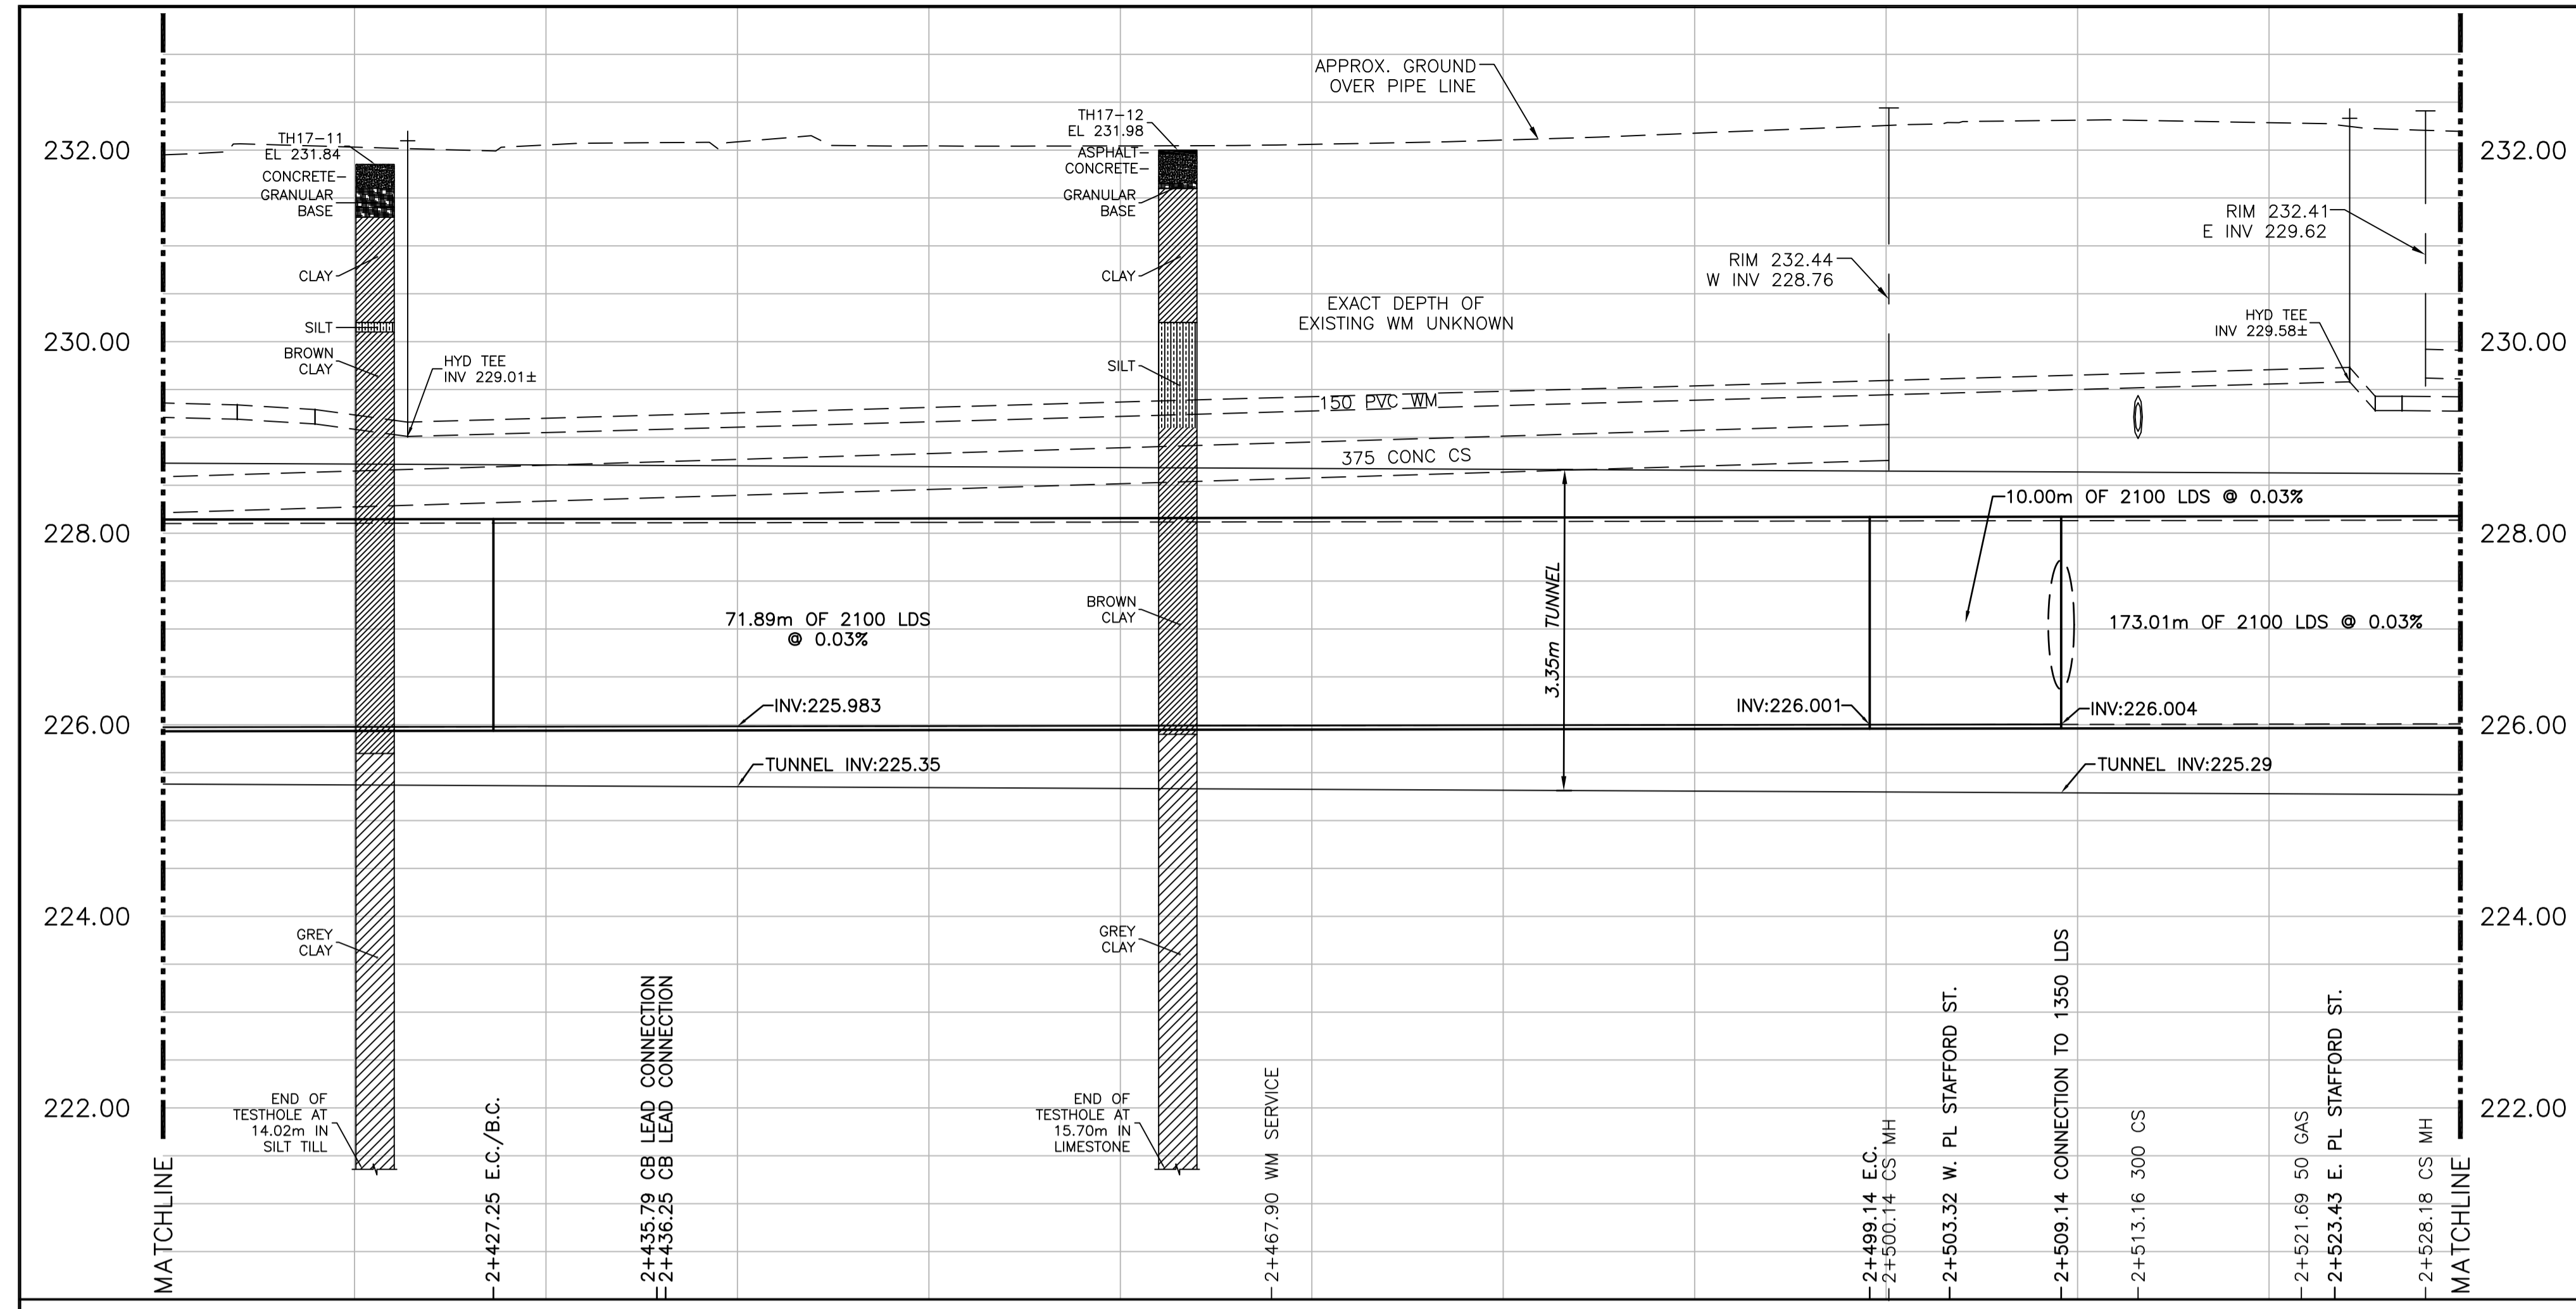 APPROX. GROUND
OVER PIPE LINE
TH17-11
EL 231.84
CONCRETE
GRANULAR
BASE
CLAY
SILT
BROWN
CLAY
GREY
CLAY
END OF
TESTHOLE AT
14.02m IN
SILT TILL
HYD TEE
INV 229.01±
TH17-12
EL 231.98
ASPHALT
CONCRETE
GRANULAR
BASE
CLAY
SILT
BROWN
CLAY
GREY
CLAY
END OF
TESTHOLE AT
15.70m IN
LIMESTONE
EXACT DEPTH OF
EXISTING WM UNKNOWN
150 PVC WM
375 CONC CS
RIM 232.44
W INV 228.76
RIM 232.41
E INV 229.62
HYD TEE
INV 229.58±
10.00m OF 2100 LDS @ 0.03%
71.89m OF 2100 LDS
@ 0.03%
173.01m OF 2100 LDS @ 0.03%
3.35m TUNNEL
INV:225.983
INV:226.001
INV:226.004
TUNNEL INV:225.35
TUNNEL INV:225.29
232.00
230.00
228.00
226.00
224.00
222.00
232.00
230.00
228.00
226.00
224.00
222.00
MATCHLINE
2+427.25 E.C./B.C.
2+435.79 CB LEAD CONNECTION
2+436.25 CB LEAD CONNECTION
2+467.90 WM SERVICE
2+499.14 E.C.
2+500.14 CS MH
2+503.32 W. PL STAFFORD ST.
2+509.14 CONNECTION TO 1350 LDS
2+513.16 300 CS
2+521.69 50 GAS
2+523.43 E. PL STAFFORD ST.
2+528.18 CS MH
MATCHLINE